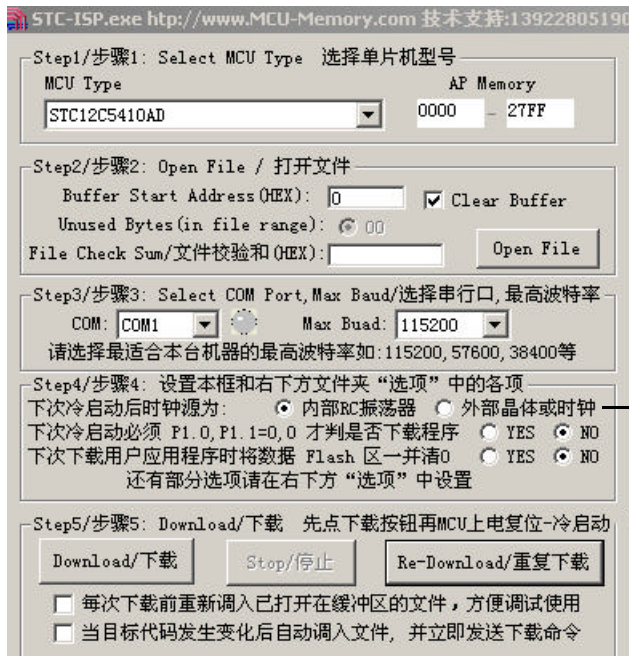 STC-ISP.exe htp://www.MCU-Memory.com 技术支持:13922805190
Step1/步骤1: Select MCU Type 选择单片机型号
MCU Type AP Memory
STC12C5410AD 0000 - 27FF
Step2/步骤2: Open File / 打开文件
Buffer Start Address(HEX): 0 Clear Buffer
Unused Bytes(in file range): 00
File Check Sum/文件校验和(HEX): Open File
Step3/步骤3: Select COM Port,Max Baud/选择串行口,最高波特率
COM: COM1 Max Buad: 115200
请选择最适合本台机器的最高波特率如:115200,57600,38400等
Step4/步骤4: 设置本框和右下方文件夹“选项”中的各项
下次冷启动后时钟源为: 内部RC振荡器 外部晶体或时钟
下次冷启动必须 P1.0,P1.1=0,0 才判是否下载程序 YES NO
下次下载用户应用程序时将数据 Flash 区一并清0 YES NO
还有部分选项请在右下方“选项”中设置
Step5/步骤5: Download/下载 先点下载按钮再MCU上电复位-冷启动
Download/下载 Stop/停止 Re-Download/重复下载
每次下载前重新调入已打开在缓冲区的文件,方便调试使用
当目标代码发生变化后自动调入文件, 并立即发送下载命令